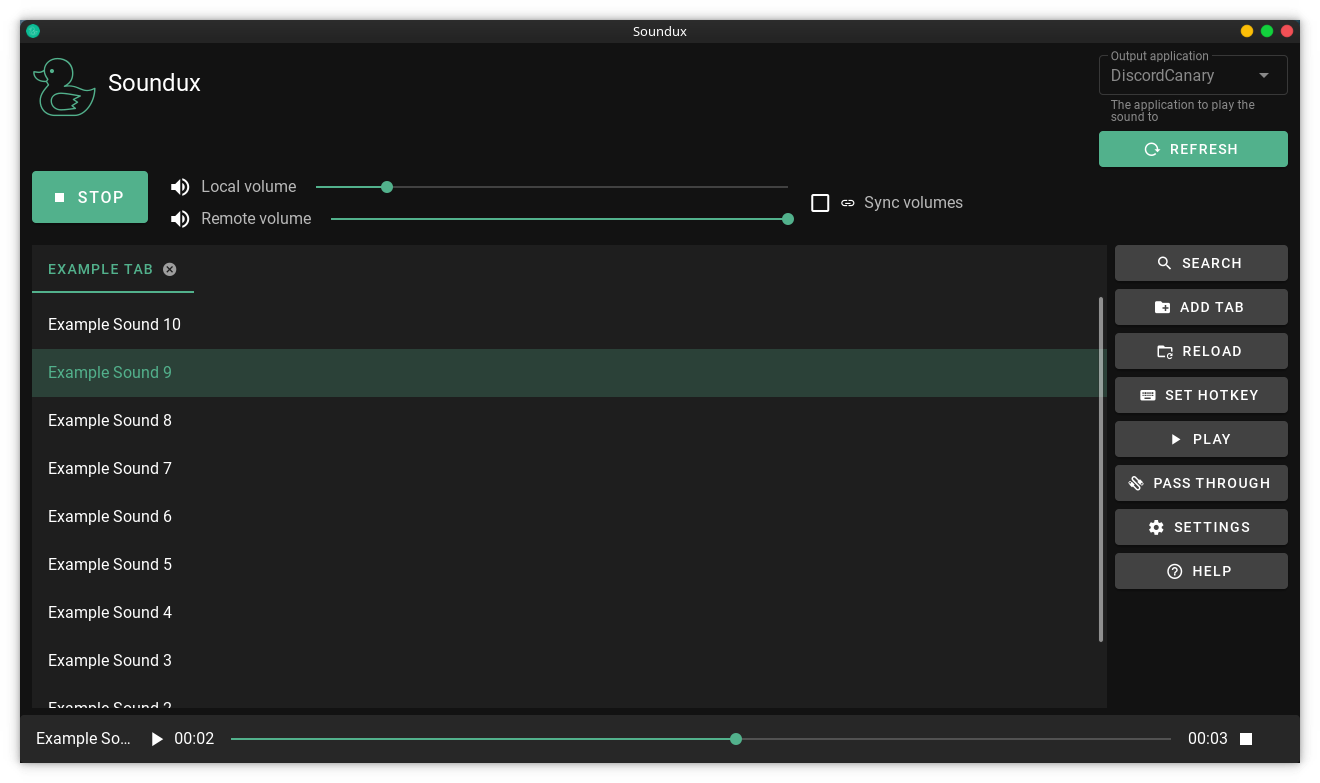 Soundux
Soundux
Output application
DiscordCanary
The application to play the
sound to
REFRESH
STOP
Local volume
Remote volume
Sync volumes
EXAMPLE TAB
Example Sound 10
Example Sound 9
Example Sound 8
Example Sound 7
Example Sound 6
Example Sound 5
Example Sound 4
Example Sound 3
Example Sound 2
SEARCH
ADD TAB
RELOAD
SET HOTKEY
PLAY
PASS THROUGH
SETTINGS
HELP
Example So... 00:02 00:03